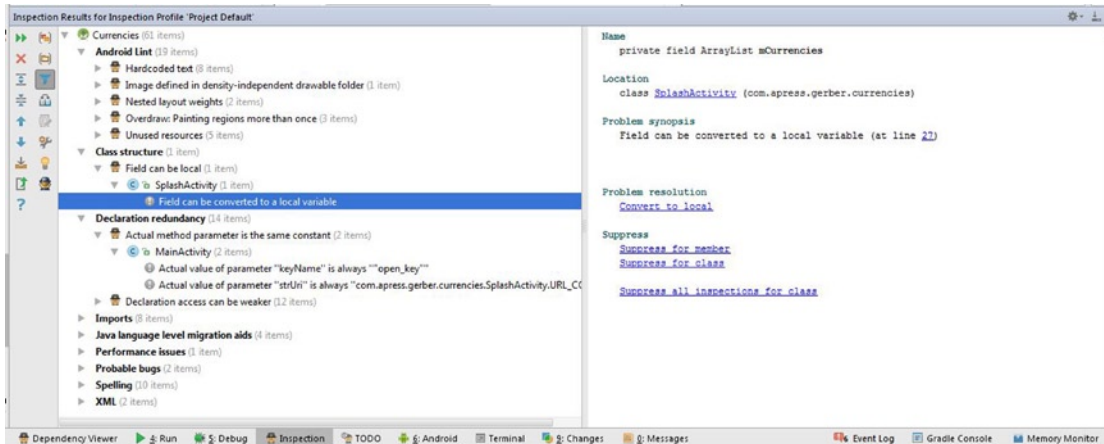 Inspection Results for Inspection Profile 'Project Default'
Currencies (61 items)
Android Lint (19 items)
Hardcoded text (8 items)
Image defined in density-independent drawable folder (1 item)
Nested layout weights (2 items)
Overdraw: Painting regions more than once (3 items)
Unused resources (5 items)
Class structure (1 item)
Field can be local (1 item)
SplashActivity (1 item)
Field can be converted to a local variable
Declaration redundancy (14 items)
Actual method parameter is the same constant (2 items)
MainActivity (2 items)
Actual value of parameter "keyName" is always ""open_key""
Actual value of parameter "strUri" is always "com.apress.gerber.currencies.SplashActivity.URL_CO
Declaration access can be weaker (12 items)
Imports (8 items)
Java language level migration aids (4 items)
Performance issues (1 item)
Probable bugs (2 items)
Spelling (10 items)
XML (2 items)
Name
private field ArrayList mCurrencies
Location
class SplashActivity (com.apress.gerber.currencies)
Problem synopsis
Field can be converted to a local variable (at line 27)
Problem resolution
Convert to local
Suppress
Suppress for member
Suppress for class
Suppress all inspections for class
Dependency Viewer 4: Run 5: Debug Inspection TODO 6: Android Terminal 9: Changes 0: Messages Event Log Gradle Console Memory Monitor